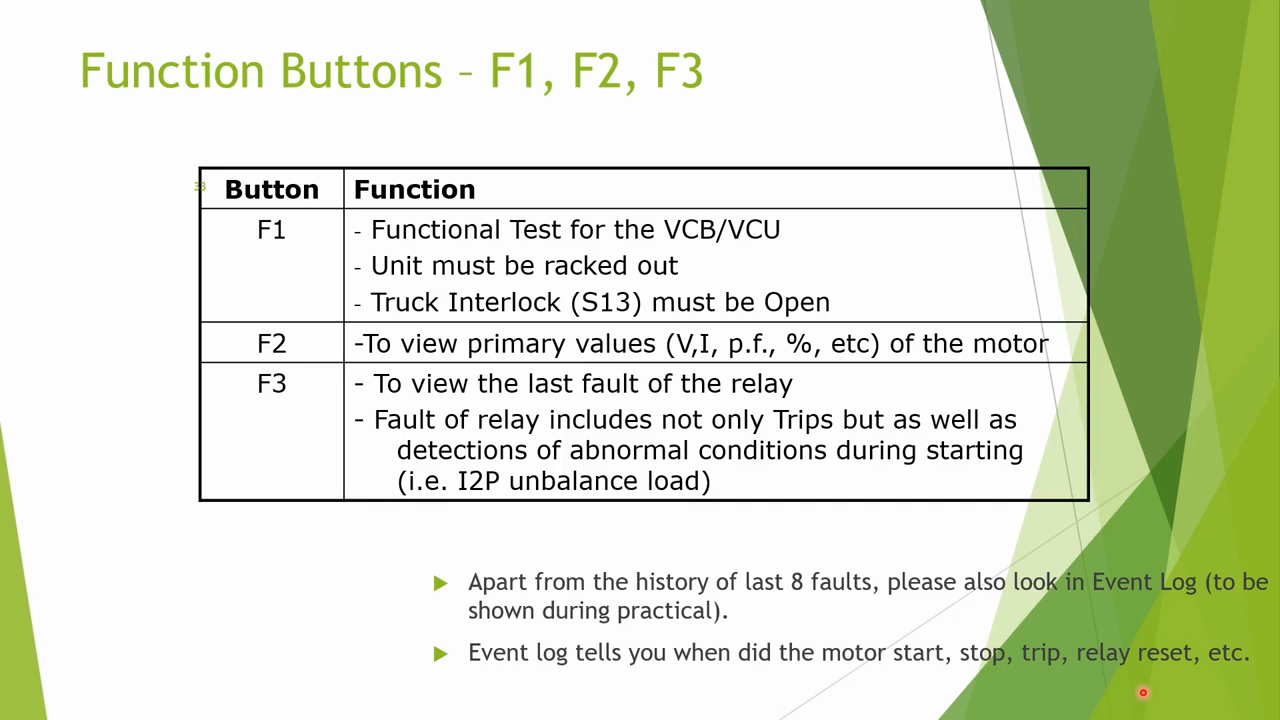 Function Buttons – F1, F2, F3
33
Button Function
F1 - Functional Test for the VCB/VCU
- Unit must be racked out
- Truck Interlock (S13) must be Open
F2 -To view primary values (V,I, p.f., %, etc) of the motor
F3 - To view the last fault of the relay
- Fault of relay includes not only Trips but as well as
detections of abnormal conditions during starting
(i.e. I2P unbalance load)
Apart from the history of last 8 faults, please also look in Event Log (to be
shown during practical).
Event log tells you when did the motor start, stop, trip, relay reset, etc.